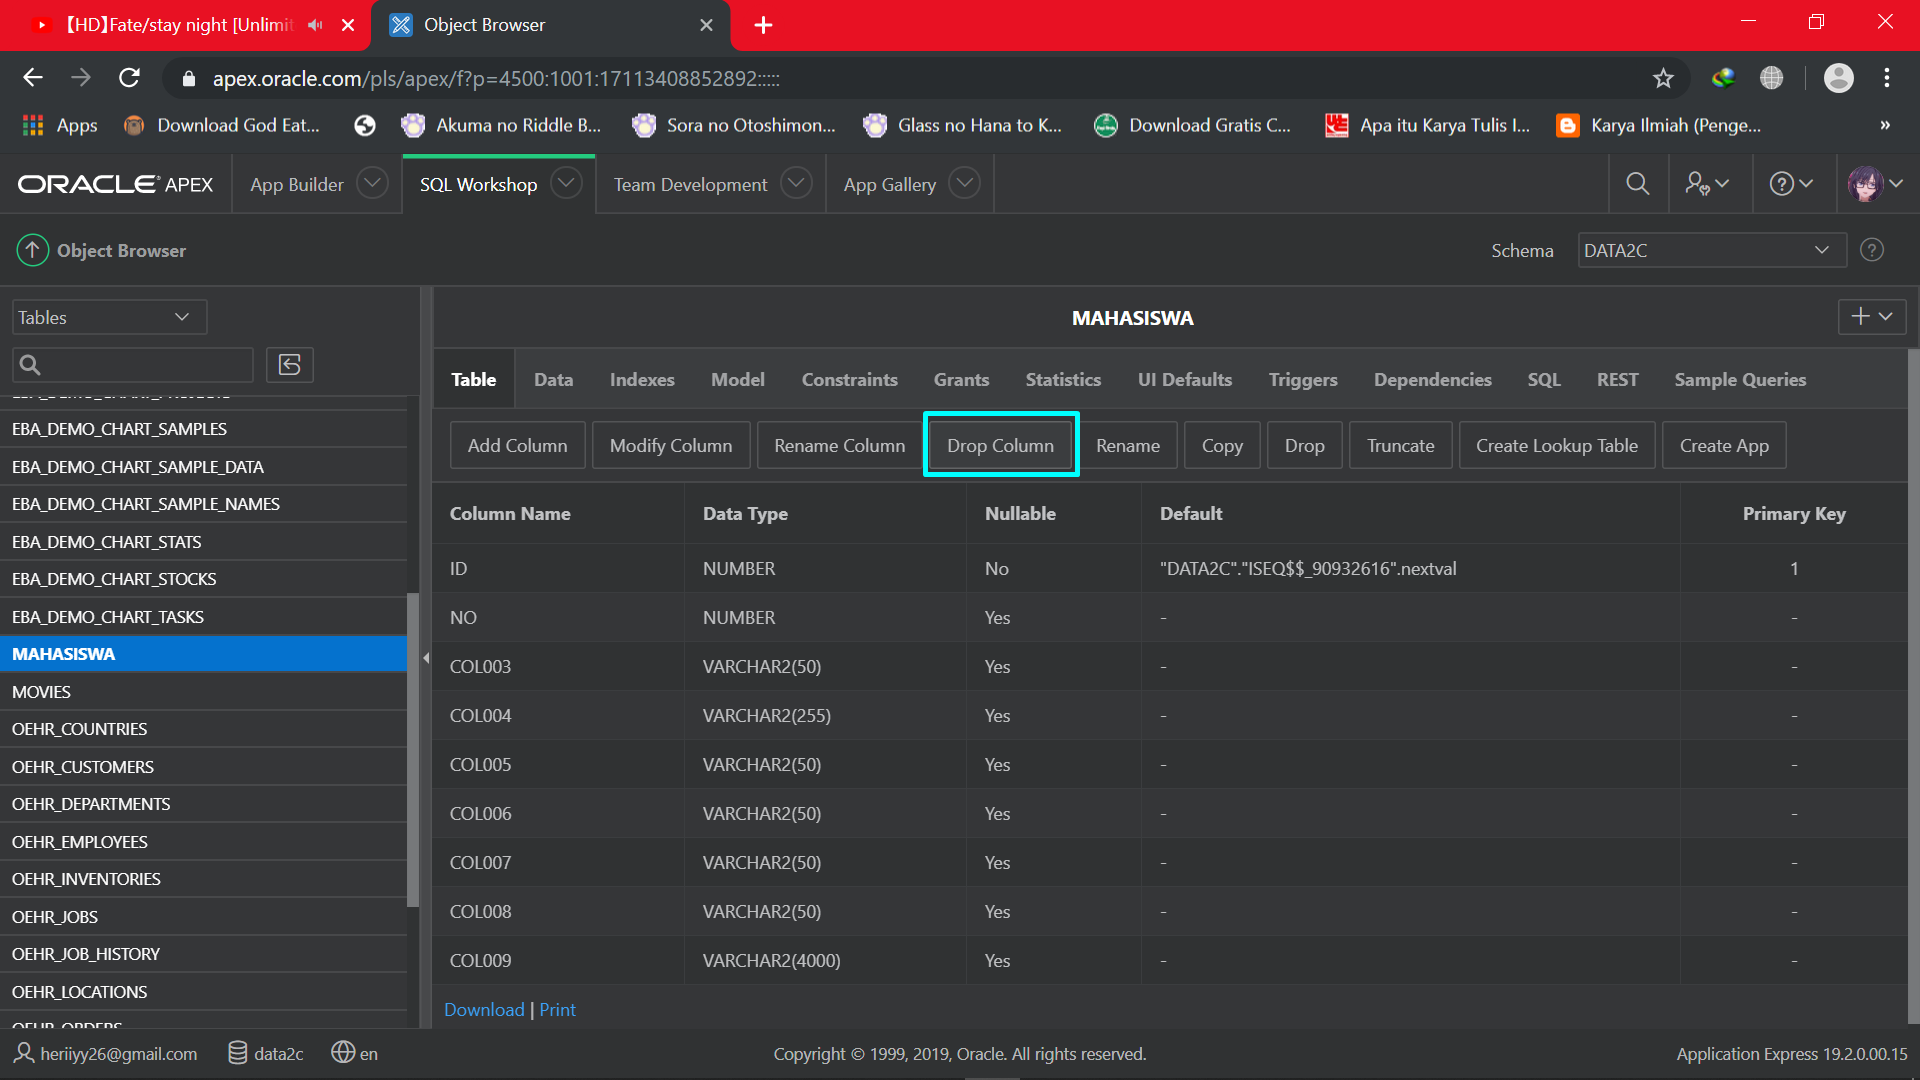 【HD】Fate/stay night [Unlimit
Object Browser
apex.oracle.com/pls/apex/f?p=4500:1001:17113408852892:::::
Apps
Download God Eat...
Akuma no Riddle B...
Sora no Otoshimon...
Glass no Hana to K...
Download Gratis C...
Apa itu Karya Tulis I...
Karya Ilmiah (Penge...
»
ORACLE APEX
App Builder
SQL Workshop
Team Development
App Gallery
Object Browser
Schema
DATA2C
Tables
MAHASISWA
Table Data Indexes Model Constraints Grants Statistics UI Defaults Triggers Dependencies SQL REST Sample Queries
Add Column Modify Column Rename Column Drop Column Rename Copy Drop Truncate Create Lookup Table Create App
EBA_DEMO_CHART_SAMPLES
EBA_DEMO_CHART_SAMPLE_DATA
EBA_DEMO_CHART_SAMPLE_NAMES
EBA_DEMO_CHART_STATS
EBA_DEMO_CHART_STOCKS
EBA_DEMO_CHART_TASKS
MAHASISWA
MOVIES
OEHR_COUNTRIES
OEHR_CUSTOMERS
OEHR_DEPARTMENTS
OEHR_EMPLOYEES
OEHR_INVENTORIES
OEHR_JOBS
OEHR_JOB_HISTORY
OEHR_LOCATIONS
Column Name Data Type Nullable Default Primary Key
ID NUMBER No "DATA2C"."ISEQ$$_90932616".nextval 1
NO NUMBER Yes - -
COL003 VARCHAR2(50) Yes - -
COL004 VARCHAR2(255) Yes - -
COL005 VARCHAR2(50) Yes - -
COL006 VARCHAR2(50) Yes - -
COL007 VARCHAR2(50) Yes - -
COL008 VARCHAR2(50) Yes - -
COL009 VARCHAR2(4000) Yes - -
Download | Print
heriiyy26@gmail.com
data2c
en
Copyright © 1999, 2019, Oracle. All rights reserved.
Application Express 19.2.0.00.15